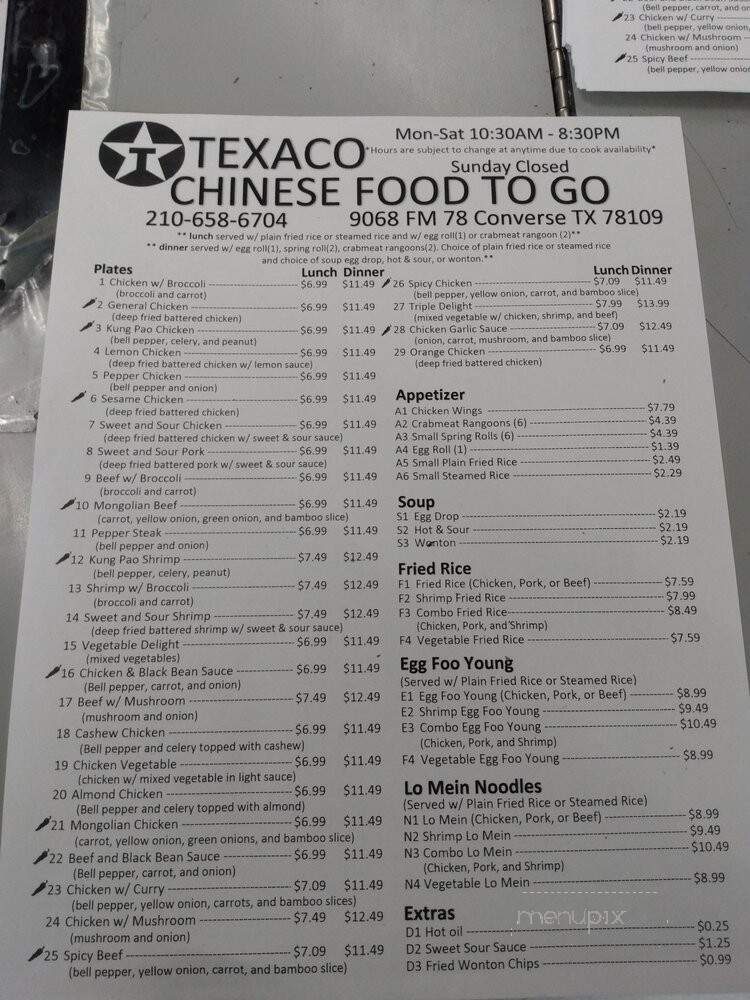 (Bell pepper, carrot, and on
23 Chicken w/ Curry
(bell pepper, yellow onion,
24 Chicken w/ Mushroom
(mushroom and onion)
25 Spicy Beef
(bell pepper, yellow onion
T TEXACO
Mon-Sat 10:30AM - 8:30PM
*Hours are subject to change at anytime due to cook availability*
Sunday Closed
CHINESE FOOD TO GO
210-658-6704 9068 FM 78 Converse TX 78109
** lunch served w/ plain fried rice or steamed rice and w/ egg roll(1) or crabmeat rangoon (2)**
** dinner served w/ egg roll(1), spring roll(2), crabmeat rangoons(2). Choice of plain fried rice or steamed rice
and choice of soup egg drop, hot & sour, or wonton.**
Plates Lunch Dinner
1 Chicken w/ Broccoli $6.99 $11.49
(broccoli and carrot)
2 General Chicken $6.99 $11.49
(deep fried battered chicken)
3 Kung Pao Chicken $6.99 $11.49
(bell pepper, celery, and peanut)
4 Lemon Chicken $6.99 $11.49
(deep fried battered chicken w/ lemon sauce)
5 Pepper Chicken $6.99 $11.49
(bell pepper and onion)
6 Sesame Chicken $6.99 $11.49
(deep fried battered chicken)
7 Sweet and Sour Chicken $6.99 $11.49
(deep fried battered chicken w/ sweet & sour sauce)
8 Sweet and Sour Pork $6.99 $11.49
(deep fried battered pork w/ sweet & sour sauce)
9 Beef w/ Broccoli $6.99 $11.49
(broccoli and carrot)
10 Mongolian Beef $6.99 $11.49
(carrot, yellow onion, green onion, and bamboo slice)
11 Pepper Steak $6.99 $11.49
(bell pepper and onion)
12 Kung Pao Shrimp $7.49 $12.49
(bell pepper, celery, peanut)
13 Shrimp w/ Broccoli $7.49 $12.49
(broccoli and carrot)
14 Sweet and Sour Shrimp $7.49 $12.49
(deep fried battered shrimp w/ sweet & sour sauce)
15 Vegetable Delight $6.99 $11.49
(mixed vegetables)
16 Chicken & Black Bean Sauce $6.99 $11.49
(Bell pepper, carrot, and onion)
17 Beef w/ Mushroom $7.49 $12.49
(mushroom and onion)
18 Cashew Chicken $6.99 $11.49
(Bell pepper and celery topped with cashew)
19 Chicken Vegetable $6.99 $11.49
(chicken w/ mixed vegetable in light sauce)
20 Almond Chicken $6.99 $11.49
(Bell pepper and celery topped with almond)
21 Mongolian Chicken $6.99 $11.49
(carrot, yellow onion, green onions, and bamboo slice)
22 Beef and Black Bean Sauce $6.99 $11.49
(Bell pepper, carrot, and onion)
23 Chicken w/ Curry $7.09 $11.49
(bell pepper, yellow onion, carrots, and bamboo slices)
24 Chicken w/ Mushroom $7.49 $12.49
(mushroom and onion)
25 Spicy Beef $7.09 $11.49
(bell pepper, yellow onion, carrot, and bamboo slice)
Lunch Dinner
26 Spicy Chicken $7.09 $11.49
(bell pepper, yellow onion, carrot, and bamboo slice)
27 Triple Delight $7.99 $13.99
(mixed vegetable w/ chicken, shrimp, and beef)
28 Chicken Garlic Sauce $7.09 $12.49
(onion, carrot, mushroom, and bamboo slice)
29 Orange Chicken $6.99 $11.49
(deep fried battered chicken)
Appetizer
A1 Chicken Wings $7.79
A2 Crabmeat Rangoons (6) $4.39
A3 Small Spring Rolls (6) $4.39
A4 Egg Roll (1) $1.39
A5 Small Plain Fried Rice $2.49
A6 Small Steamed Rice $2.29
Soup
S1 Egg Drop $2.19
S2 Hot & Sour $2.19
S3 Wonton $2.19
Fried Rice
F1 Fried Rice (Chicken, Pork, or Beef) $7.59
F2 Shrimp Fried Rice $7.99
F3 Combo Fried Rice $8.49
(Chicken, Pork, and Shrimp)
F4 Vegetable Fried Rice $7.59
Egg Foo Young
(Served w/ Plain Fried Rice or Steamed Rice)
E1 Egg Foo Young (Chicken, Pork, or Beef) $8.99
E2 Shrimp Egg Foo Young $9.49
E3 Combo Egg Foo Young $10.49
(Chicken, Pork, and Shrimp)
F4 Vegetable Egg Foo Young $8.99
Lo Mein Noodles
(Served w/ Plain Fried Rice or Steamed Rice)
N1 Lo Mein (Chicken, Pork, or Beef) $8.99
N2 Shrimp Lo Mein $9.49
N3 Combo Lo Mein $10.49
(Chicken, Pork, and Shrimp)
N4 Vegetable Lo Mein $8.99
Extras
D1 Hot oil $0.25
D2 Sweet Sour Sauce $1.25
D3 Fried Wonton Chips $0.99
menupix